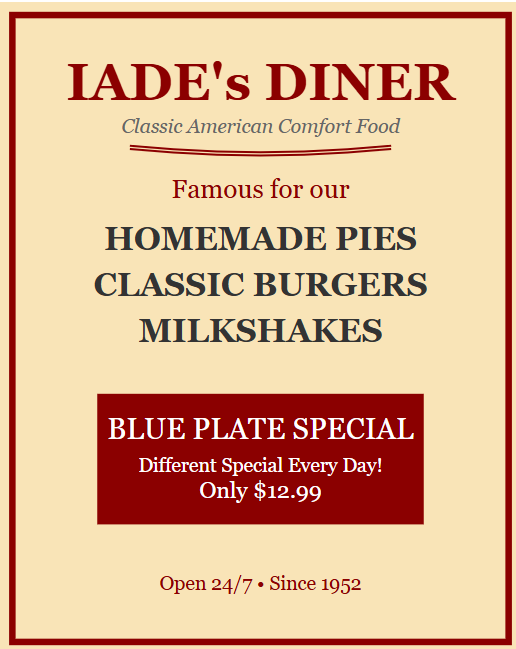 IADE's DINER
Classic American Comfort Food
Famous for our
HOMEMADE PIES
CLASSIC BURGERS
MILKSHAKES
BLUE PLATE SPECIAL
Different Special Every Day!
Only $12.99
Open 24/7 • Since 1952